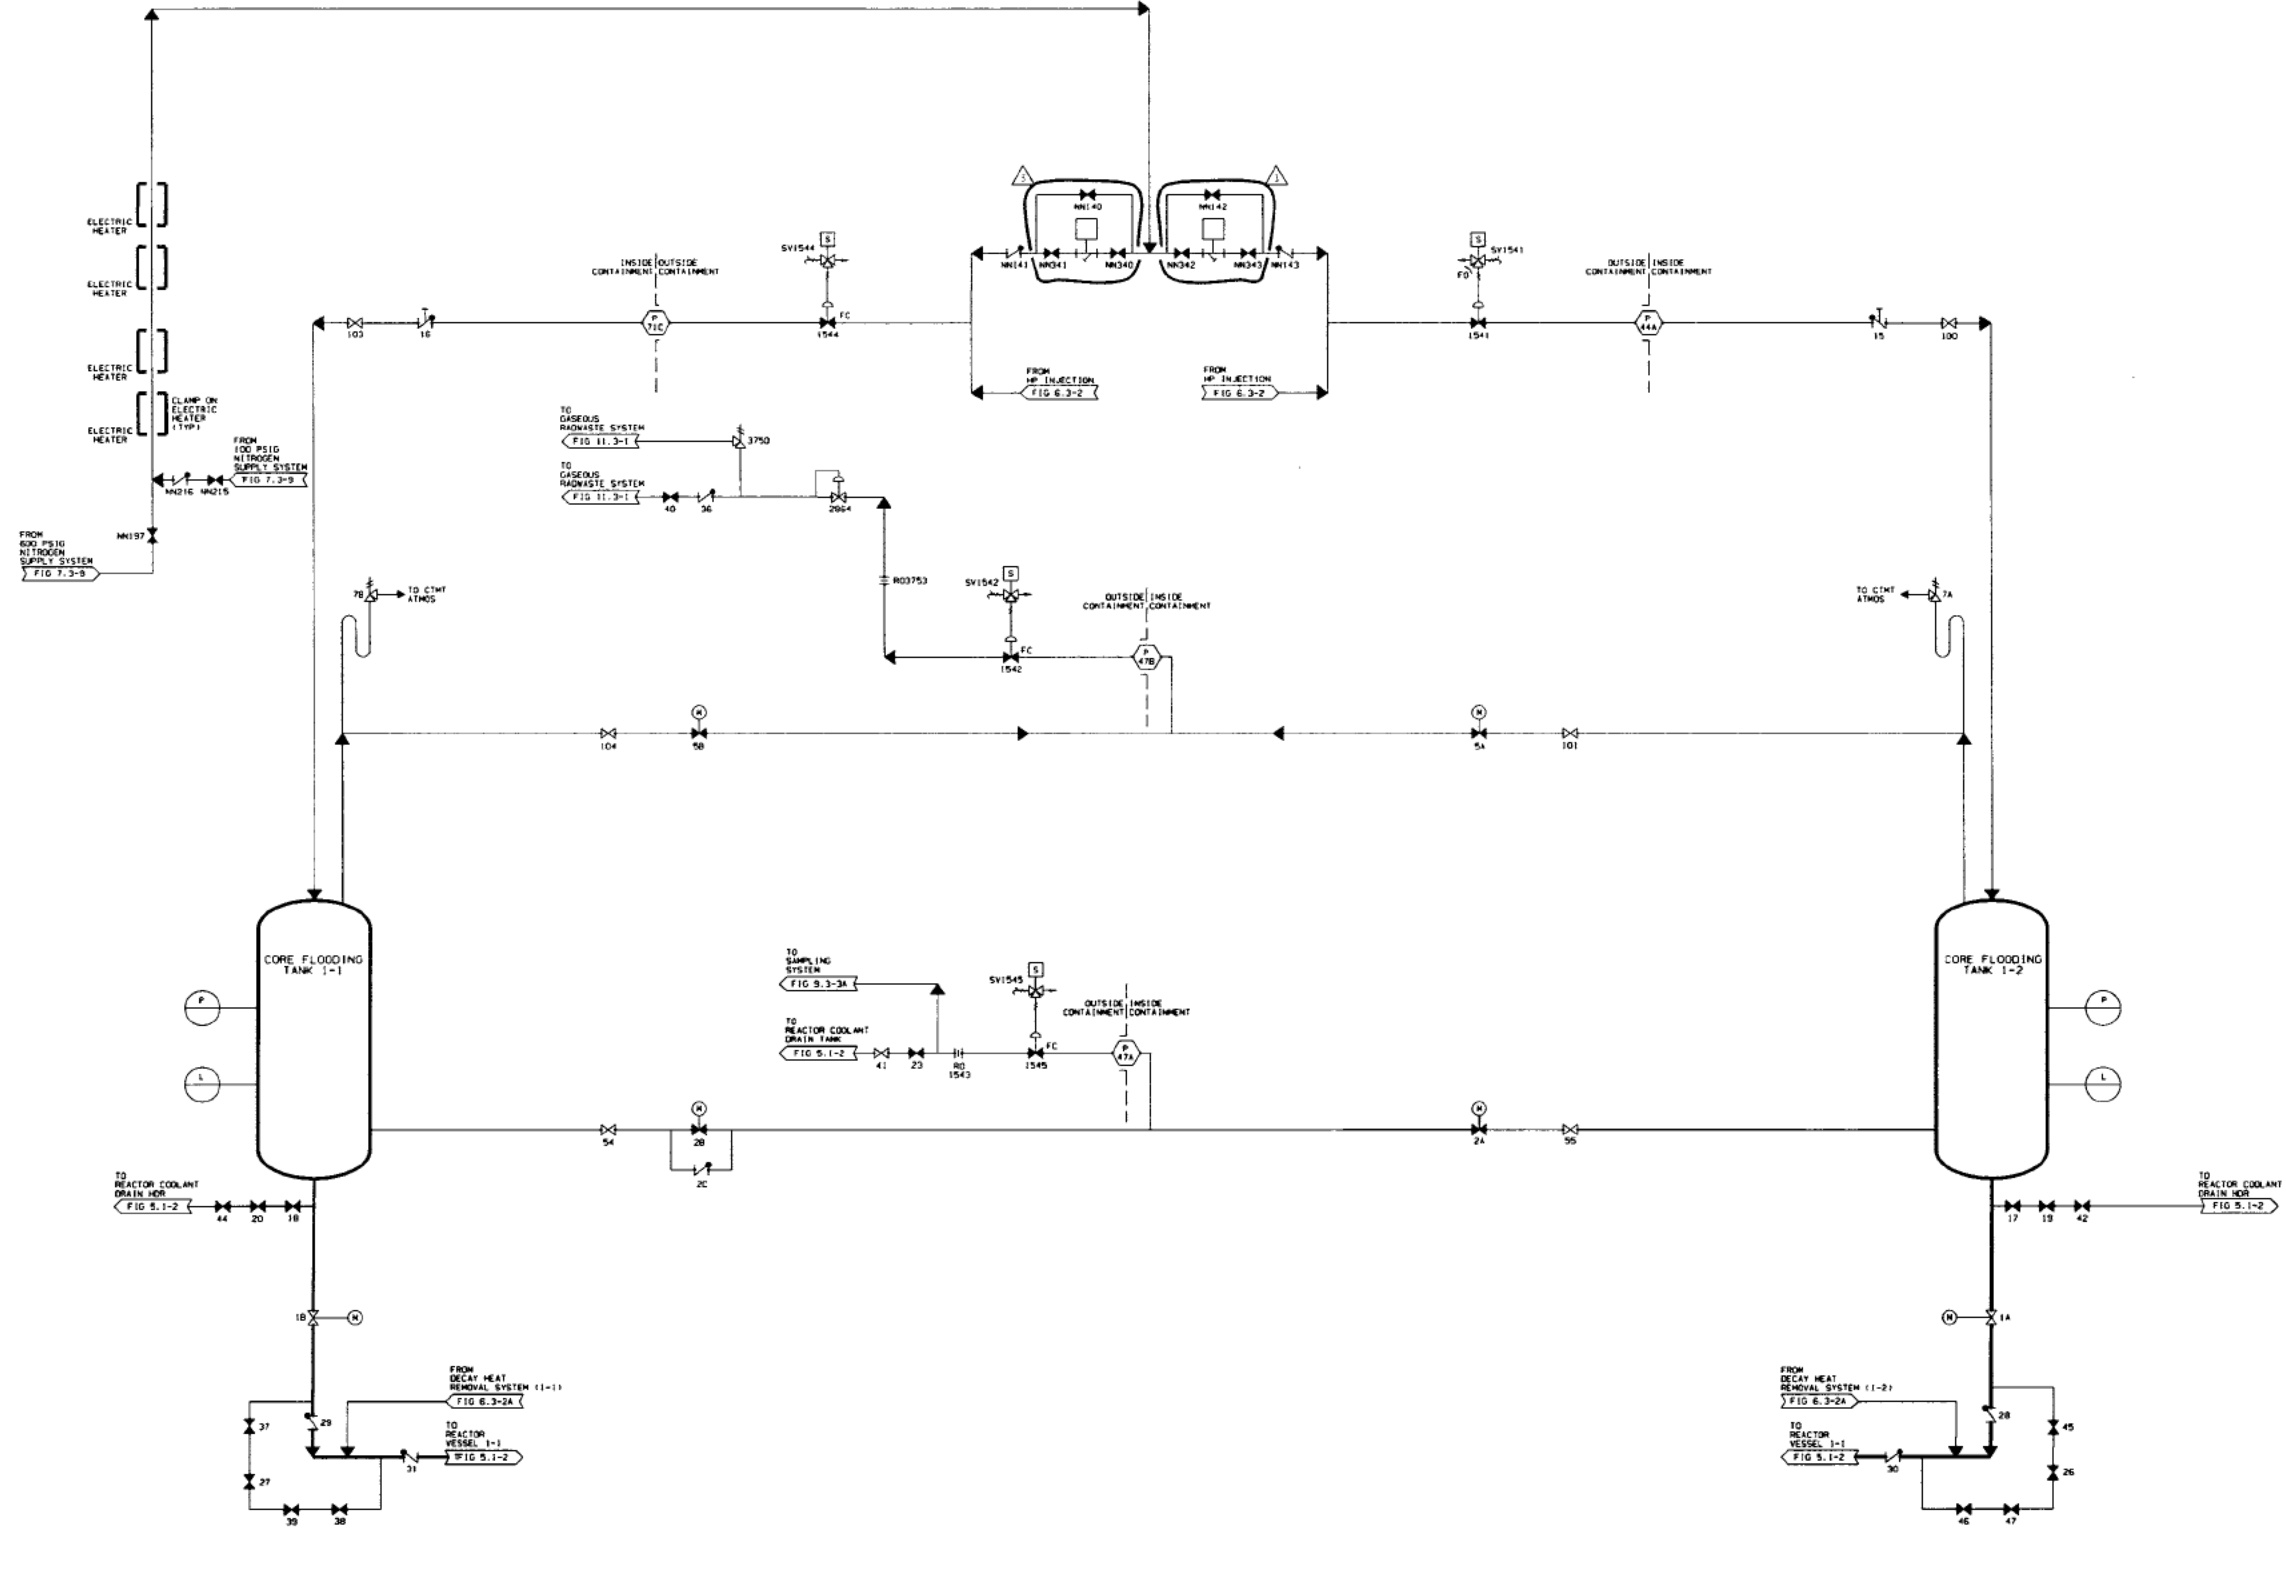 3
3
NN140
NN142
SV1544
S
S
SV1541
FO
NN141
NN341
NN340
NN342
NN343
NN143
ELECTRIC
HEATER
ELECTRIC
HEATER
ELECTRIC
HEATER
ELECTRIC
HEATER
CLAMP ON
ELECTRIC
HEATER
(TYP)
INSIDE OUTSIDE
CONTAINMENT CONTAINMENT
OUTSIDE INSIDE
CONTAINMENT CONTAINMENT
103
16
P
71C
1544
FC
1541
P
44A
15
100
FROM
HP INJECTION
FIG 6.3-2
FROM
HP INJECTION
FIG 6.3-2
FROM
100 PSIG
NITROGEN
SUPPLY SYSTEM
FIG 7.3-9
NN216
NN215
TO
GASEOUS
RADWASTE SYSTEM
FIG 11.3-1
3750
TO
GASEOUS
RADWASTE SYSTEM
FIG 11.3-1
40
36
2864
NN197
FROM
600 PSIG
NITROGEN
SUPPLY SYSTEM
FIG 7.3-9
7B
TO CTMT
ATMOS
RO3753
SV1542
S
OUTSIDE INSIDE
CONTAINMENT CONTAINMENT
TO CTMT
ATMOS
7A
1542
FC
P
47B
M
M
104
5B
5A
101
CORE FLOODING
TANK 1-1
CORE FLOODING
TANK 1-2
P
L
P
L
TO
SAMPLING
SYSTEM
FIG 9.3-3A
SV1545
S
OUTSIDE INSIDE
CONTAINMENT CONTAINMENT
TO
REACTOR COOLANT
DRAIN TANK
FIG 5.1-2
41
23
RO
1543
1545
FC
P
47A
M
M
54
2B
2C
2A
55
TO
REACTOR COOLANT
DRAIN HDR
FIG 5.1-2
44
20
18
TO
REACTOR COOLANT
DRAIN HDR
FIG 5.1-2
17
19
42
1B
M
M
1A
FROM
DECAY HEAT
REMOVAL SYSTEM (1-1)
FIG 6.3-2A
FROM
DECAY HEAT
REMOVAL SYSTEM (1-2)
FIG 6.3-2A
37
29
28
45
TO
REACTOR
VESSEL 1-1
FIG 5.1-2
TO
REACTOR
VESSEL 1-1
FIG 5.1-2
31
30
27
26
39
38
46
47